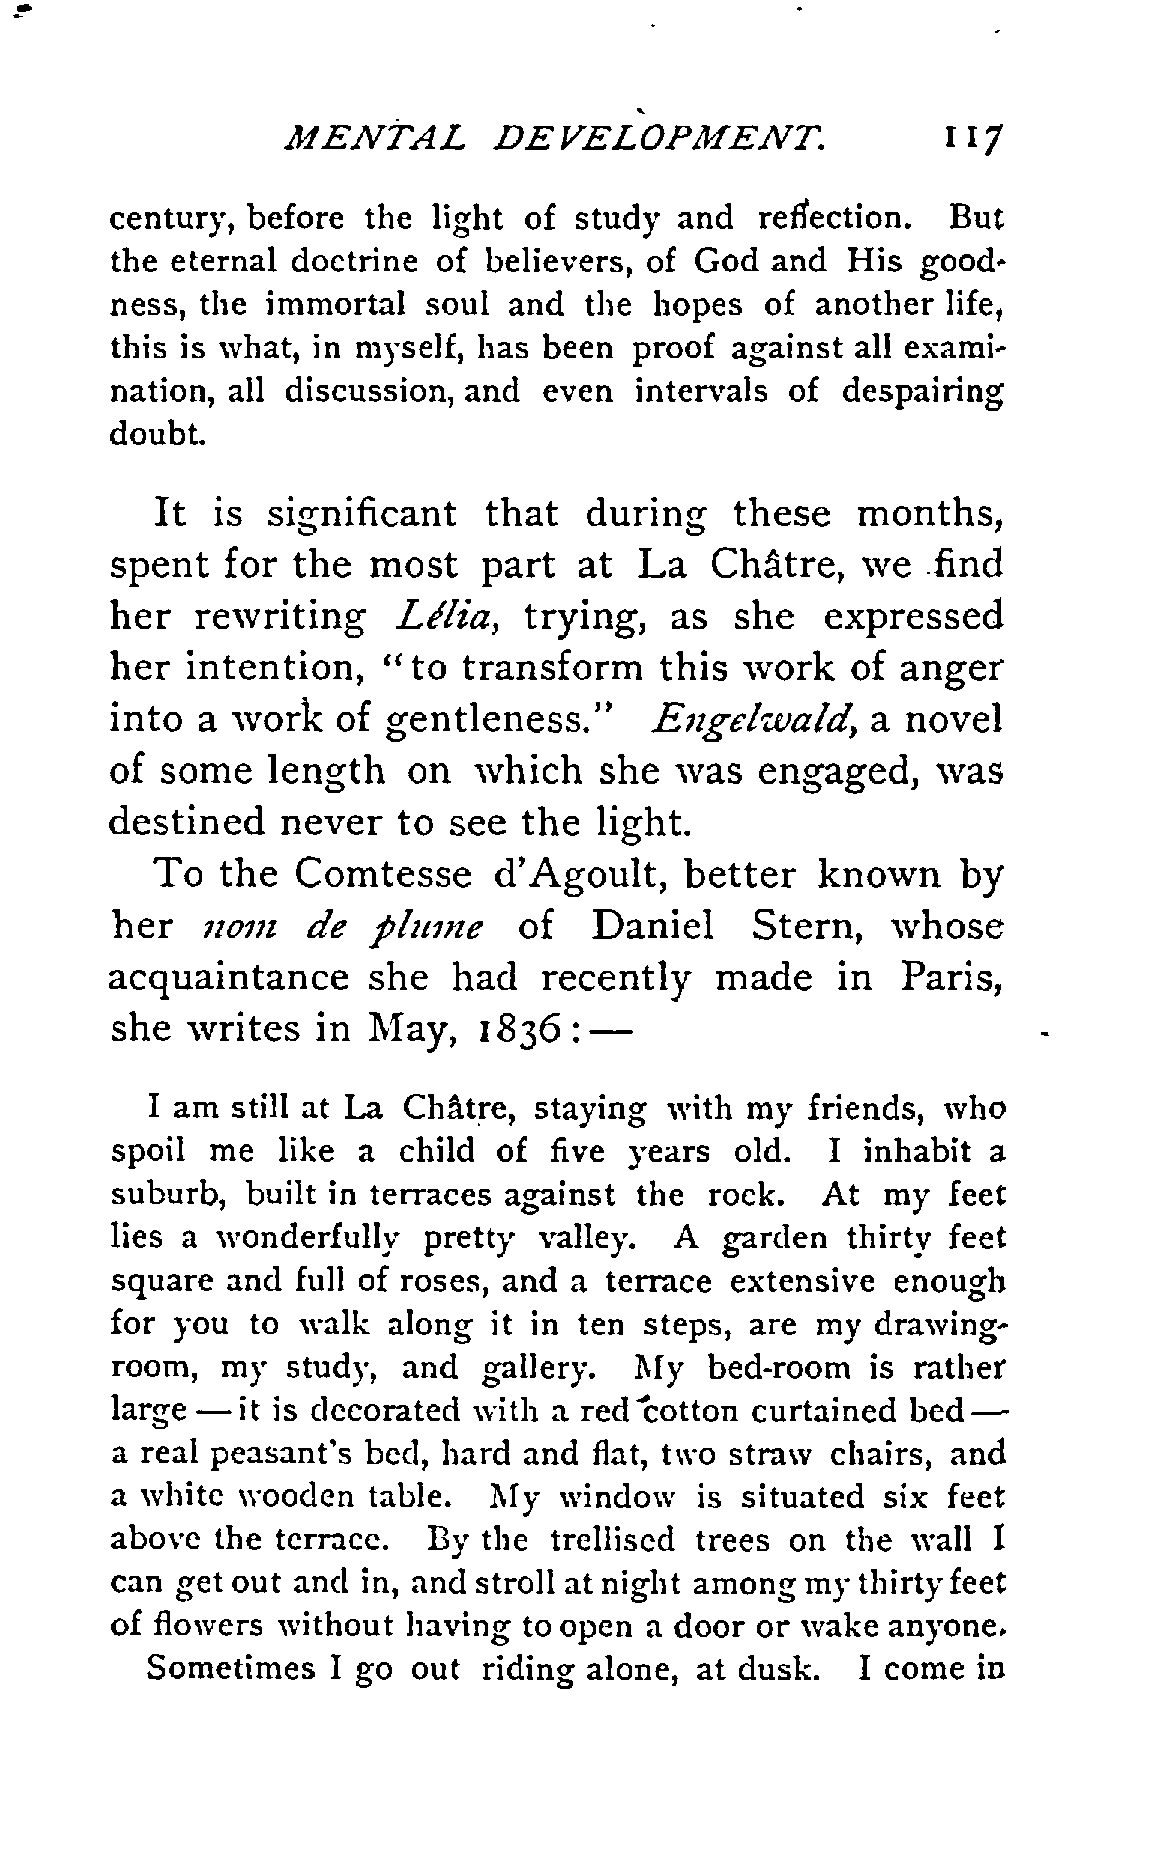 MENTAL DEVELOPMENT. 117
century, before the light of study and reflection. But
the eternal doctrine of believers, of God and His good-
ness, the immortal soul and the hopes of another life,
this is what, in myself, has been proof against all exami-
nation, all discussion, and even intervals of despairing
doubt.
It is significant that during these months,
spent for the most part at La Châtre, we find
her rewriting Lélia, trying, as she expressed
her intention, "to transform this work of anger
into a work of gentleness." Engelwald, a novel
of some length on which she was engaged, was
destined never to see the light.
To the Comtesse d'Agoult, better known by
her nom de plume of Daniel Stern, whose
acquaintance she had recently made in Paris,
she writes in May, 1836:—
I am still at La Châtre, staying with my friends, who
spoil me like a child of five years old. I inhabit a
suburb, built in terraces against the rock. At my feet
lies a wonderfully pretty valley. A garden thirty feet
square and full of roses, and a terrace extensive enough
for you to walk along it in ten steps, are my drawing-
room, my study, and gallery. My bed-room is rather
large — it is decorated with a red cotton curtained bed —
a real peasant's bed, hard and flat, two straw chairs, and
a white wooden table. My window is situated six feet
above the terrace. By the trellised trees on the wall I
can get out and in, and stroll at night among my thirty feet
of flowers without having to open a door or wake anyone.
Sometimes I go out riding alone, at dusk. I come in